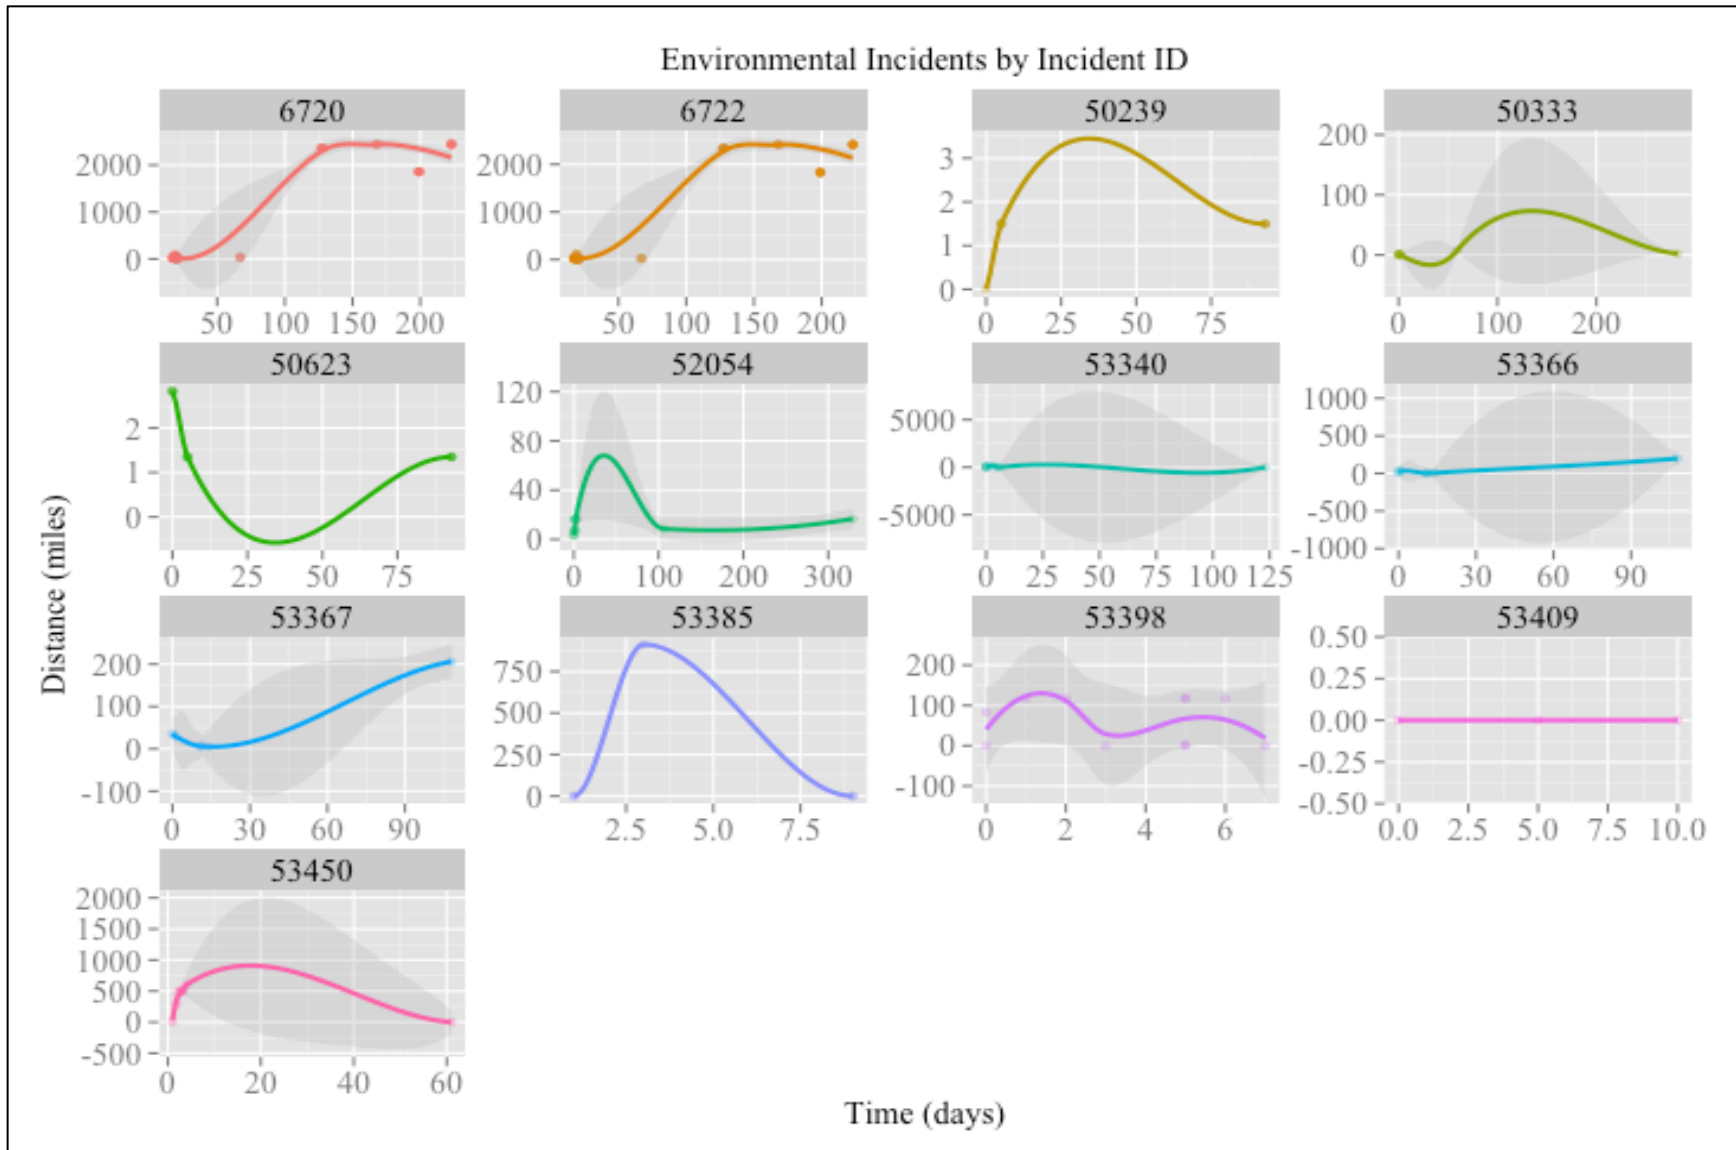 Environmental Incidents by Incident ID
6720 6722 50239 50333
2000
1000
0
50 100 150 200
2000
1000
0
50 100 150 200
3
2
1
0
0 25 50 75
200
100
0
0 100 200
50623 52054 53340 53366
2
1
0
0 25 50 75
120
80
40
0
0 100 200 300
5000
0
-5000
0 25 50 75 100 125
1000
500
0
-500
-1000
0 30 60 90
Distance (miles)
53367 53385 53398 53409
200
100
0
-100
0 30 60 90
750
500
250
0
2.5 5.0 7.5
200
100
0
-100
0 2 4 6
0.50
0.25
0.00
-0.25
-0.50
0.0 2.5 5.0 7.5 10.0
53450
2000
1500
1000
500
0
-500
0 20 40 60
Time (days)